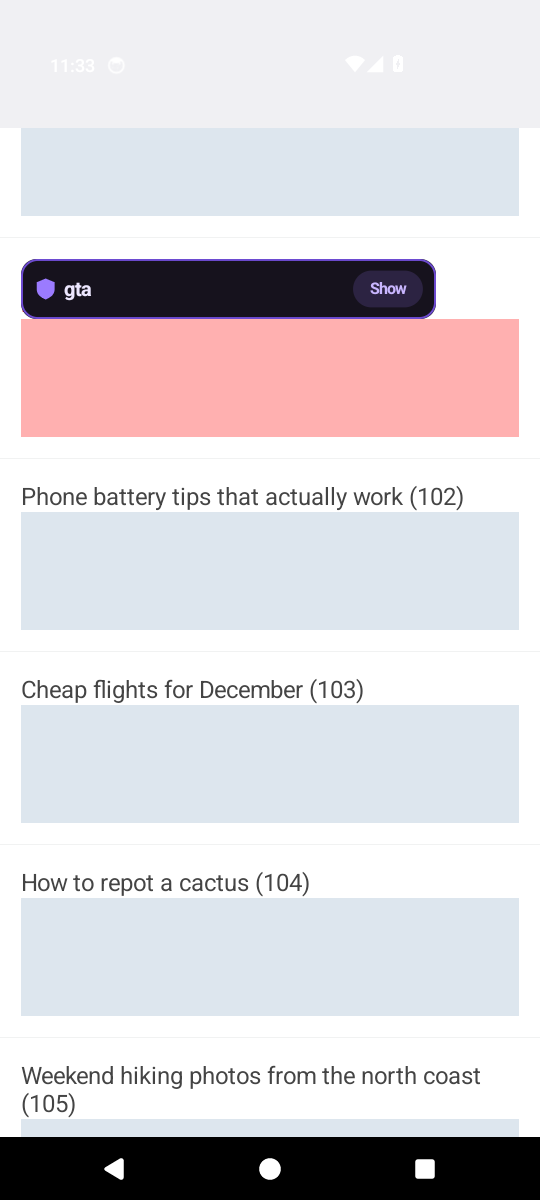 11:33
gta
Show
Phone battery tips that actually work (102)
Cheap flights for December (103)
How to repot a cactus (104)
Weekend hiking photos from the north coast
(105)